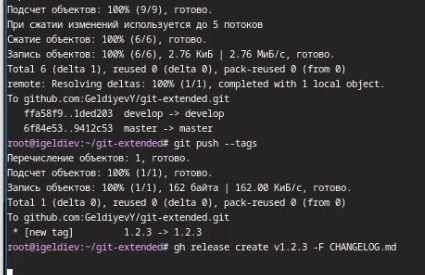 Подсчет объектов: 100% (9/9), готово.
При сжатии изменений используется до 5 потоков
Сжатие объектов: 100% (6/6), готово.
Запись объектов: 100% (6/6), 2.76 КиБ | 2.76 МиБ/с, готово.
Total 6 (delta 1), reused 0 (delta 0), pack-reused 0 (from 0)
remote: Resolving deltas: 100% (1/1), completed with 1 local object.
To github.com:GeldiyevY/git-extended.git
ffa58f9..1ded203 develop -> develop
6f84e53..9412c53 master -> master
root@igeldiev:~/git-extended# git push --tags
Перечисление объектов: 1, готово.
Подсчет объектов: 100% (1/1), готово.
Запись объектов: 100% (1/1), 162 байта | 162.00 КиБ/с, готово.
Total 1 (delta 0), reused 0 (delta 0), pack-reused 0 (from 0)
To github.com:GeldiyevY/git-extended.git
* [new tag] 1.2.3 -> 1.2.3
root@igeldiev:~/git-extended# gh release create v1.2.3 -F CHANGELOG.md